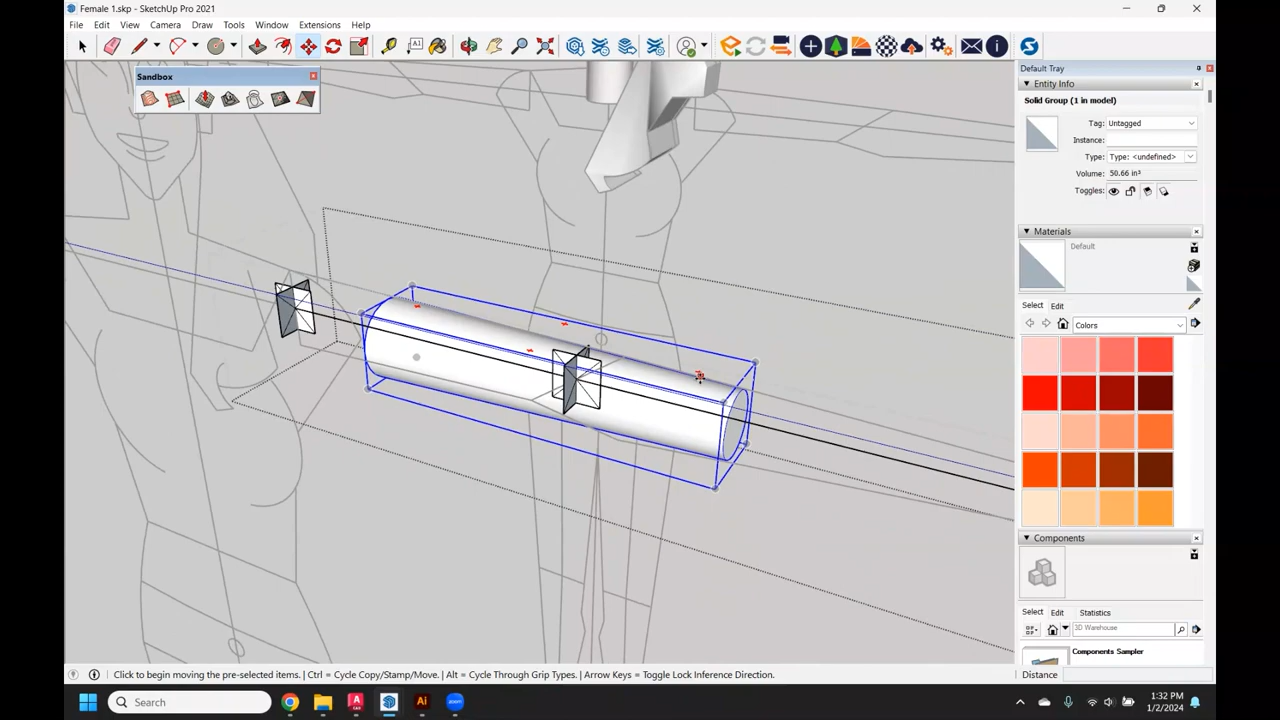 Female 1.skp - SketchUp Pro 2021
File Edit View Camera Draw Tools Window Extensions Help
Sandbox
Default Tray
Entity Info
Solid Group (1 in model)
Tag: Untagged
Instance:
Type: Type: <undefined>
Volume: 50.66 in³
Toggles:
Materials
Default
Select Edit
Colors
Components
Select Edit Statistics
3D Warehouse
Components Sampler
Click to begin moving the pre-selected items. | Ctrl = Cycle Copy/Stamp/Move. | Alt = Cycle Through Grip Types. | Arrow Keys = Toggle Lock Inference Direction.
Distance
Search
1:32 PM
1/2/2024